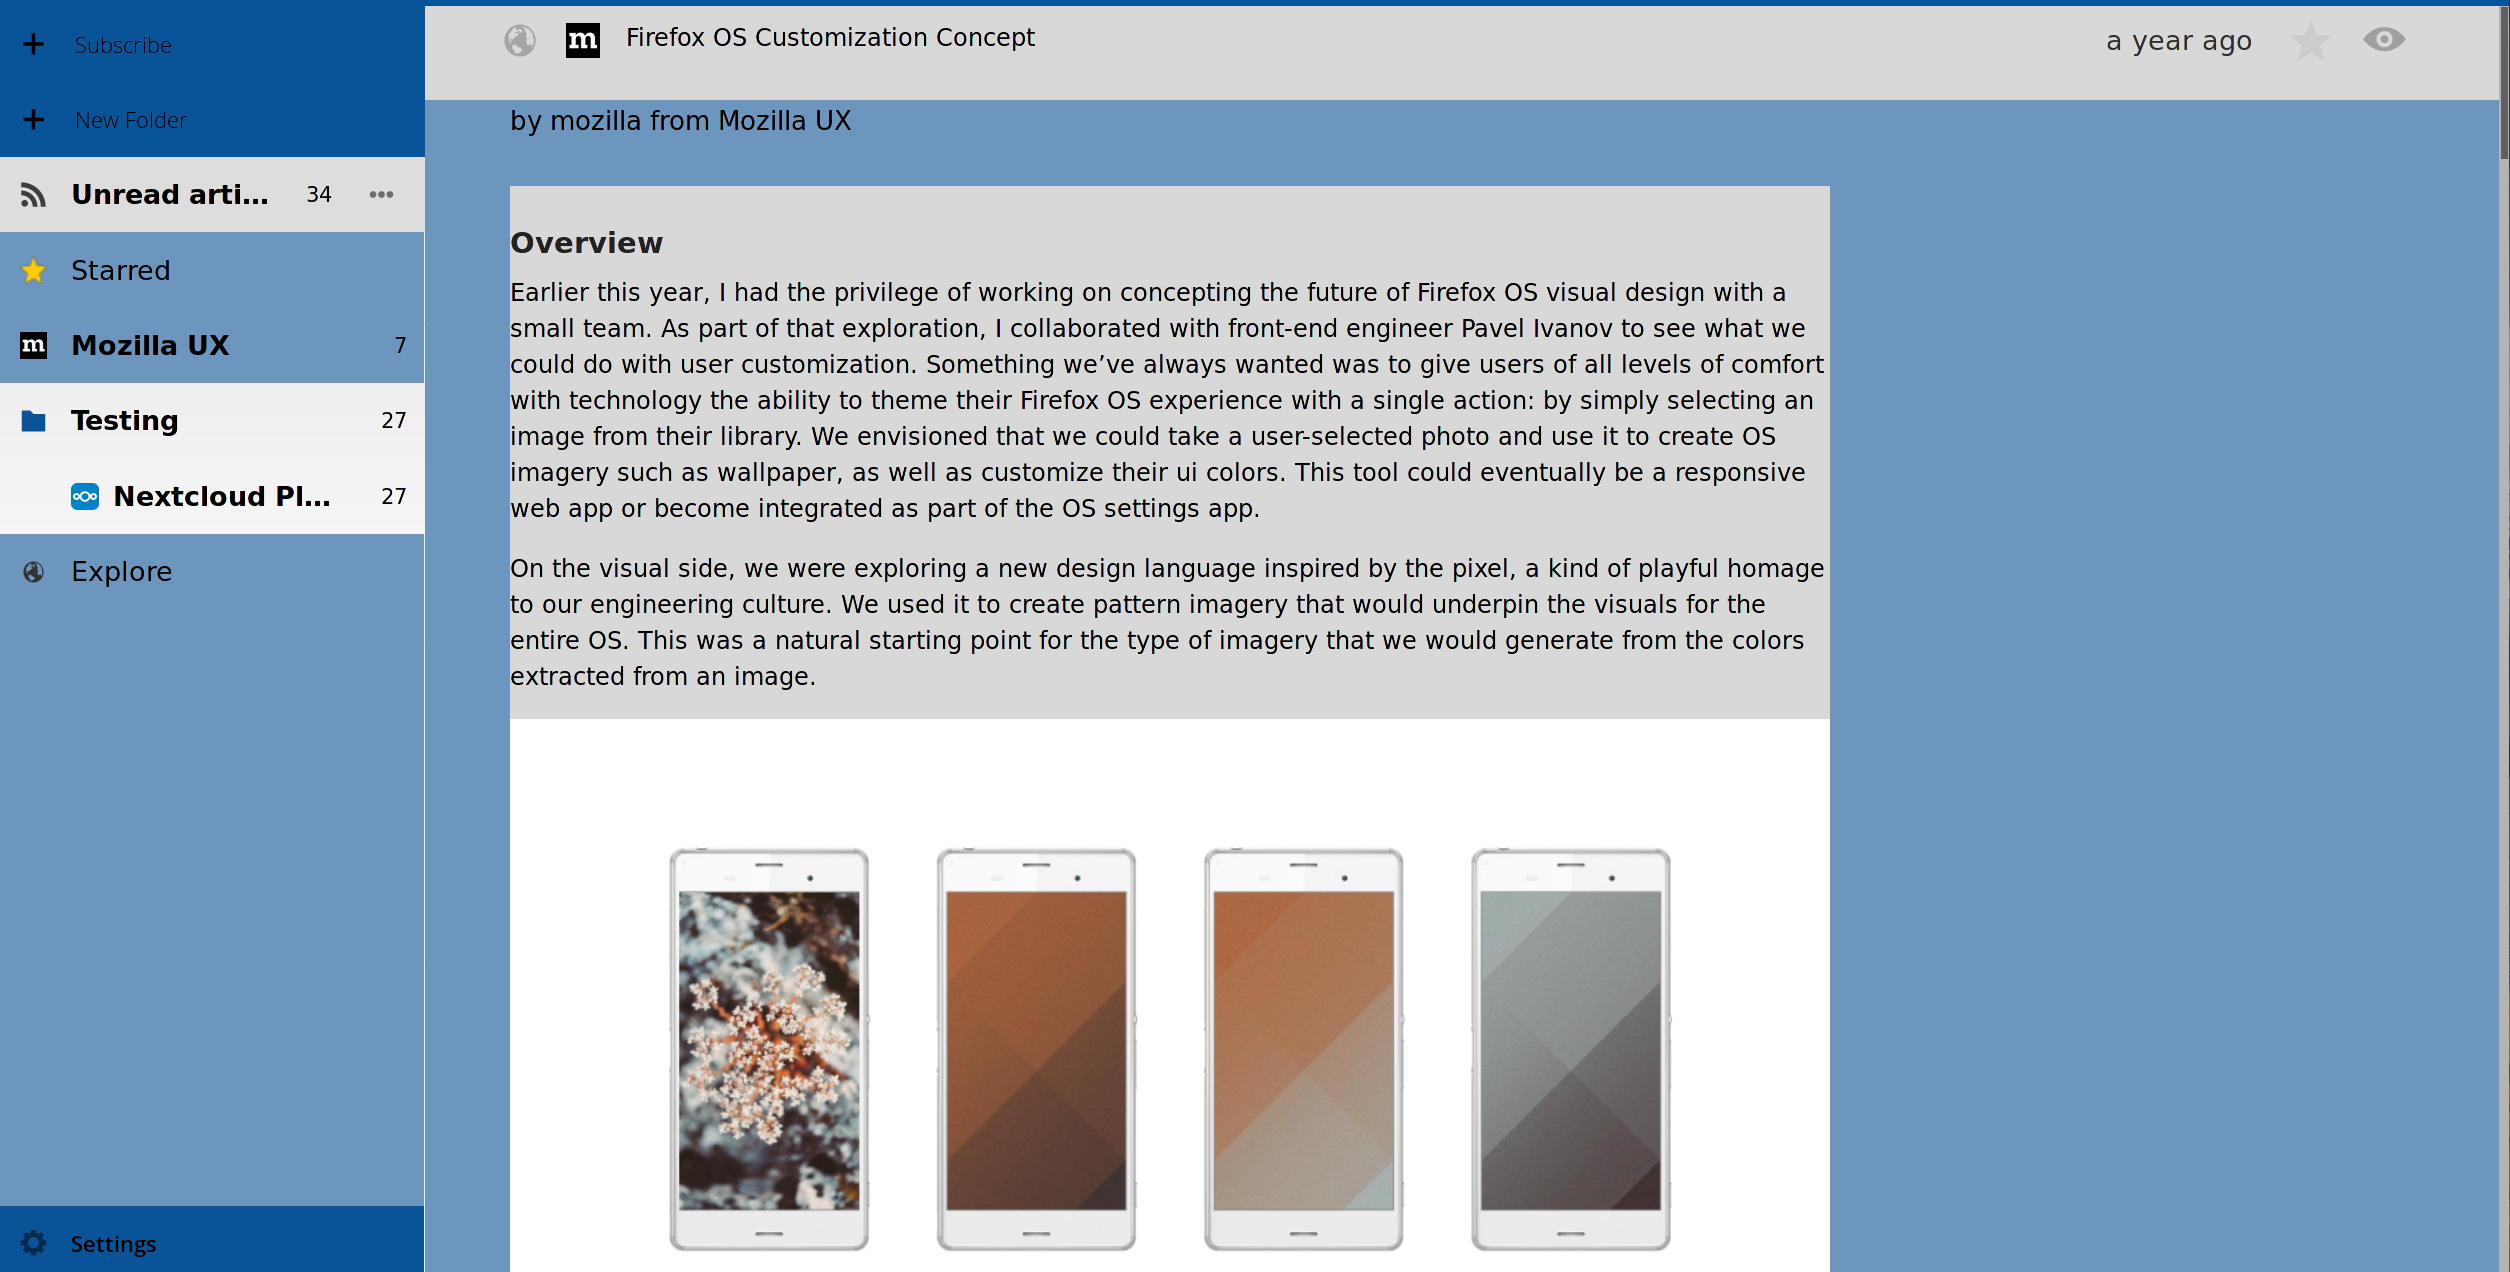 Subscribe
New Folder
Unread arti... 34
Starred
m Mozilla UX 7
Testing 27
Nextcloud Pl... 27
Explore
Settings
m Firefox OS Customization Concept a year ago
by mozilla from Mozilla UX
Overview
Earlier this year, I had the privilege of working on concepting the future of Firefox OS visual design with a
small team. As part of that exploration, I collaborated with front-end engineer Pavel Ivanov to see what we
could do with user customization. Something we’ve always wanted was to give users of all levels of comfort
with technology the ability to theme their Firefox OS experience with a single action: by simply selecting an
image from their library. We envisioned that we could take a user-selected photo and use it to create OS
imagery such as wallpaper, as well as customize their ui colors. This tool could eventually be a responsive
web app or become integrated as part of the OS settings app.
On the visual side, we were exploring a new design language inspired by the pixel, a kind of playful homage
to our engineering culture. We used it to create pattern imagery that would underpin the visuals for the
entire OS. This was a natural starting point for the type of imagery that we would generate from the colors
extracted from an image.